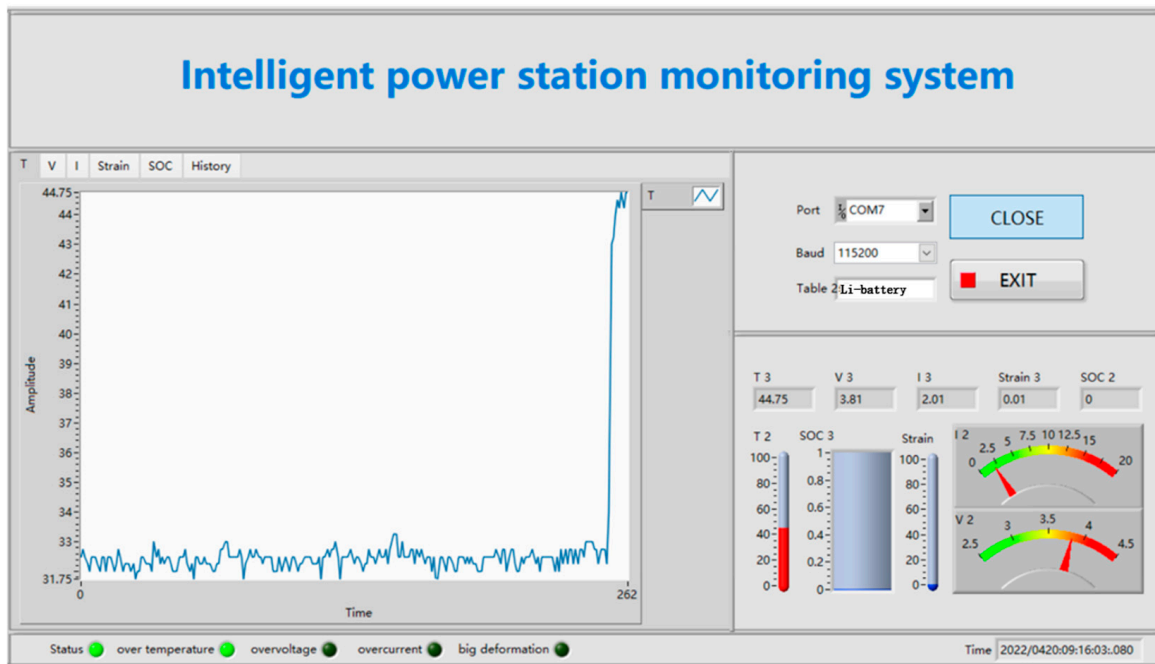 Intelligent power station monitoring system
T V I Strain SOC History
44.75
44
43
42
41
40
39
38
37
36
35
34
33
31.75
Amplitude
0 262
Time
T
Port COM7
CLOSE
Baud 115200
EXIT
Table 2 Li-battery
T 3 V 3 I 3 Strain 3 SOC 2
44.75 3.81 2.01 0.01 0
T 2 SOC 3 Strain
100 80 60 40 20 0
1 0.8 0.6 0.4 0.2 0
100 80 60 40 20 0
I 2
0 2.5 5 7.5 10 12.5 15 20
V 2
2.5 3 3.5 4 4.5
Status over temperature overvoltage overcurrent big deformation
Time 2022/0420:09:16:03:.080